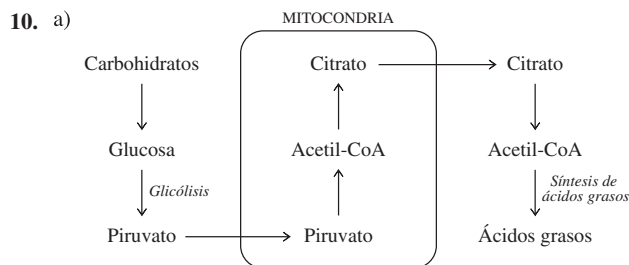 10. a)
MITOCONDRIA
Carbohidratos
Citrato
Citrato
Glucosa
Acetil-CoA
Acetil-CoA
Glicólisis
Síntesis de
ácidos grasos
Piruvato
Piruvato
Ácidos grasos